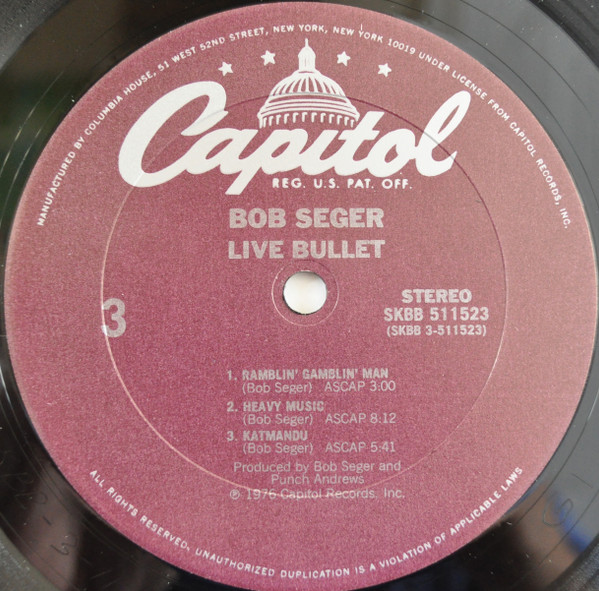 MANUFACTURED BY COLUMBIA HOUSE, 51 WEST 52ND STREET, NEW YORK, NEW YORK 10019 UNDER LICENSE FROM CAPITOL RECORDS, INC.
Capitol
REG. U.S. PAT. OFF.
BOB SEGER
LIVE BULLET
3
STEREO
SKBB 511523
(SKBB 3-511523)
1. RAMBLIN' GAMBLIN' MAN
(Bob Seger) ASCAP 3:00
2. HEAVY MUSIC
(Bob Seger) ASCAP 8:12
3. KATMANDU
(Bob Seger) ASCAP 5:41
Produced by Bob Seger and
Punch Andrews
℗ 1976 Capitol Records, Inc.
ALL RIGHTS RESERVED, UNAUTHORIZED DUPLICATION IS A VIOLATION OF APPLICABLE LAWS